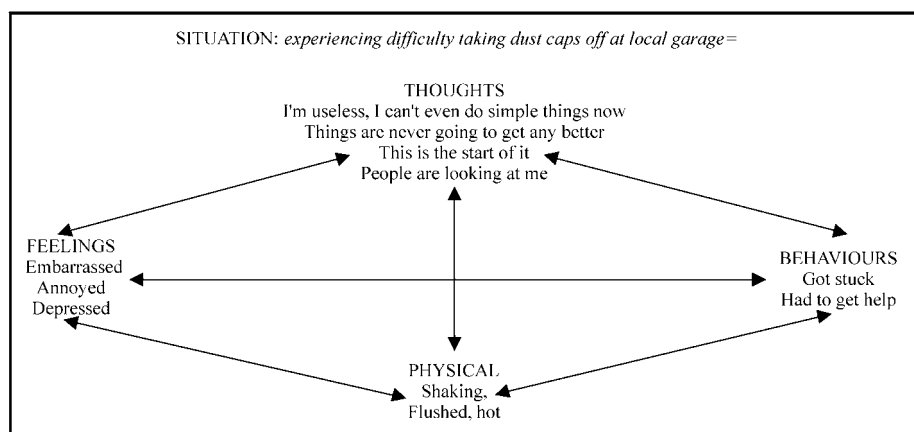 SITUATION: experiencing difficulty taking dust caps off at local garage=
THOUGHTS
I'm useless, I can't even do simple things now
Things are never going to get any better
This is the start of it
People are looking at me
FEELINGS
Embarrassed
Annoyed
Depressed
BEHAVIOURS
Got stuck
Had to get help
PHYSICAL
Shaking,
Flushed, hot